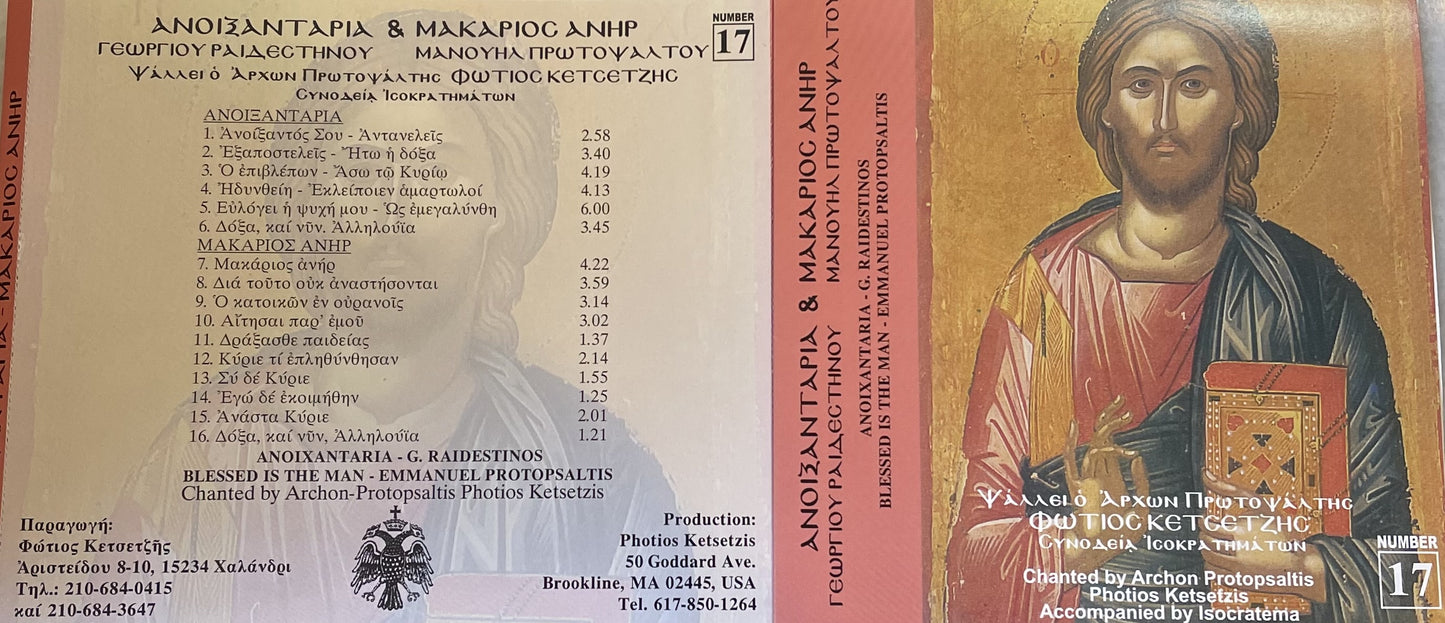 ΑΝΟΙΞΑΝΤΑΡΙΑ & ΜΑΚΑΡΙΟΣ ΑΝΗΡ
ΓΕΩΡΓΙΟΥ ΡΑΙΔΕΣΤΗΝΟΥ ΜΑΝΟΥΗΛ ΠΡΩΤΟΨΑΛΤΟΥ
NUMBER
17
Ψάλλει ὁ Ἄρχων Πρωτοψάλτης ΦΩΤΙΟΣ ΚΕΤΣΕΤΖΗΣ
Συνοδείᾳ Ἰσοκρατημάτων
ΑΝΟΙΞΑΝΤΑΡΙΑ
1. Ἀνοίξαντός Σου - Ἀντανελεῖς 2.58
2. Ἐξαποστελεῖς - Ἤτω ἡ δόξα 3.40
3. Ὁ ἐπιβλέπων - Ἄσω τῷ Κυρίῳ 4.19
4. Ἡδυνθείη - Ἐκλείποιεν ἁμαρτωλοί 4.13
5. Εὐλόγει ἡ ψυχή μου - Ὡς ἐμεγαλύνθη 6.00
6. Δόξα, καί νῦν. Ἀλληλούϊα 3.45
ΜΑΚΑΡΙΟΣ ΑΝΗΡ
7. Μακάριος ἀνήρ 4.22
8. Διά τοῦτο οὐκ ἀναστήσονται 3.59
9. Ὁ κατοικῶν ἐν οὐρανοῖς 3.14
10. Αἴτησαι παρ' ἐμοῦ 3.02
11. Δράξασθε παιδείας 1.37
12. Κύριε τί ἐπληθύνθησαν 2.14
13. Σύ δέ Κύριε 1.55
14. Ἐγώ δέ ἐκοιμήθην 1.25
15. Ἀνάστα Κύριε 2.01
16. Δόξα, καί νῦν, Ἀλληλούϊα 1.21
ANOIXANTARIA - G. RAIDESTINOS
BLESSED IS THE MAN - EMMANUEL PROTOPSALTIS
Chanted by Archon-Protopsaltis Photios Ketsetzis
Παραγωγή:
Φώτιος Κετσετζῆς
Ἀριστείδου 8-10, 15234 Χαλάνδρι
Τηλ.: 210-684-0415
καί 210-684-3647
Production:
Photios Ketsetzis
50 Goddard Ave.
Brookline, MA 02445, USA
Tel. 617-850-1264
ΑΝΟΙΞΑΝΤΑΡΙΑ & ΜΑΚΑΡΙΟΣ ΑΝΗΡ
ΓΕΩΡΓΙΟΥ ΡΑΙΔΕΣΤΗΝΟΥ ΜΑΝΟΥΗΛ ΠΡΩΤΟΨΑΛΤΟΥ
ANOIXANTARIA - G. RAIDESTINOS
BLESSED IS THE MAN - EMMANUEL PROTOPSALTIS
Ὁ
Ψάλλει ὁ Ἄρχων Πρωτοψάλτης
ΦΩΤΙΟΣ ΚΕΤΣΕΤΖΗΣ
Συνοδείᾳ Ἰσοκρατημάτων
Chanted by Archon Protopsaltis
Photios Ketsetzis
Accompanied by Isocratema
NUMBER
17
ΜΑΚΑΡΙΟΣ ΑΝΗΡ